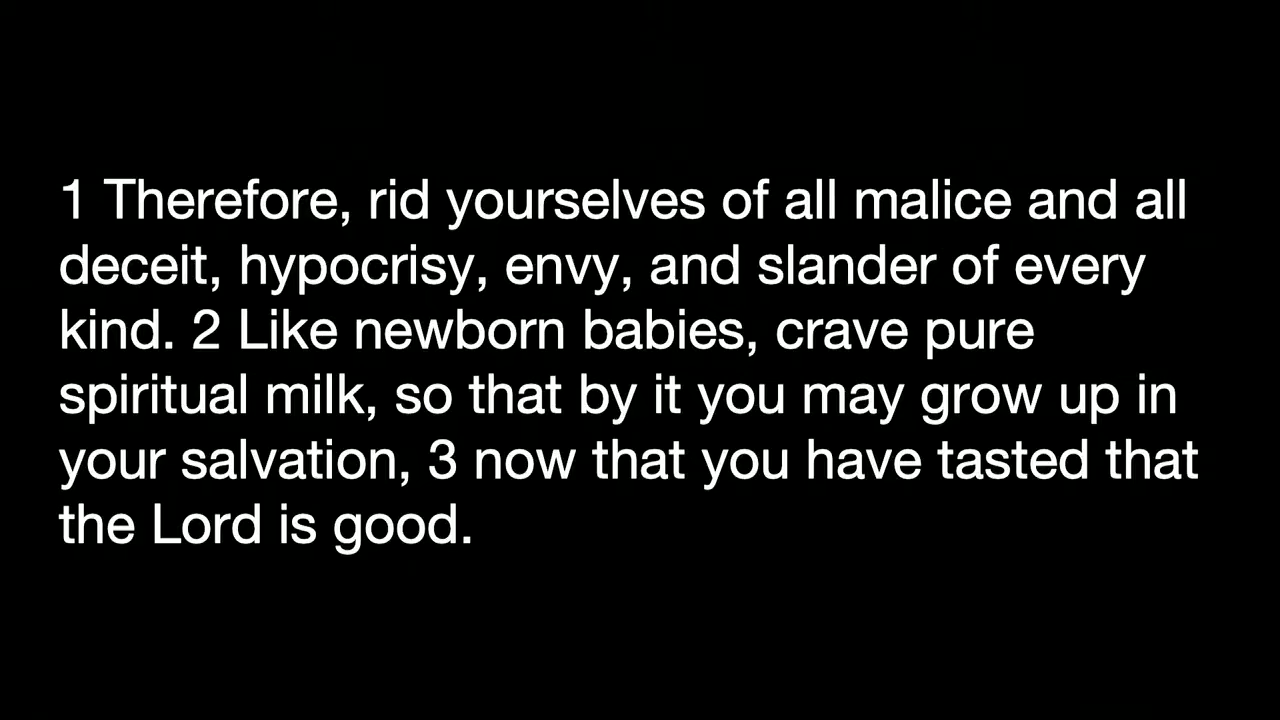 1 Therefore, rid yourselves of all malice and all
deceit, hypocrisy, envy, and slander of every
kind. 2 Like newborn babies, crave pure
spiritual milk, so that by it you may grow up in
your salvation, 3 now that you have tasted that
the Lord is good.